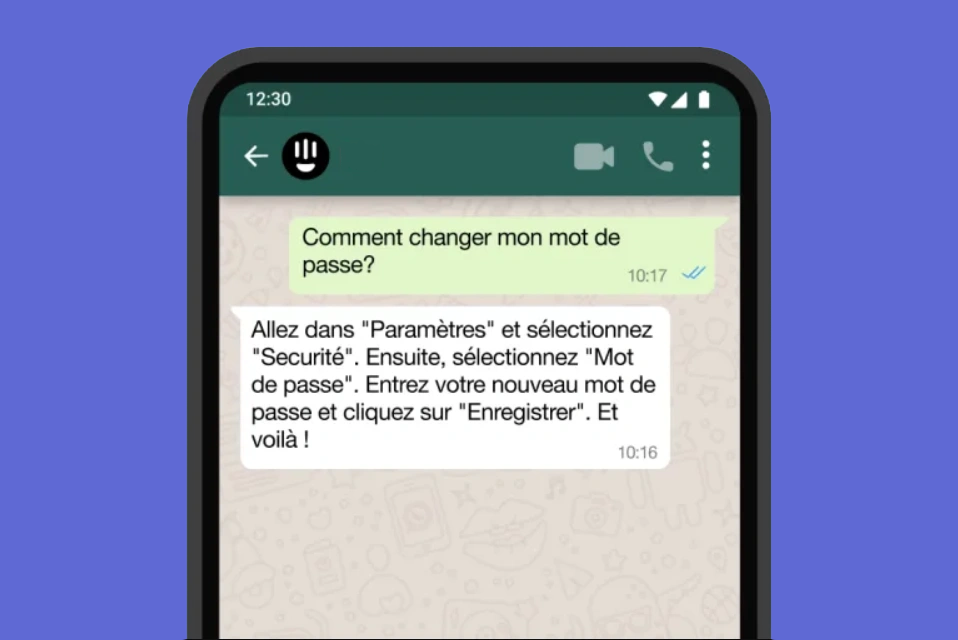 12:30
Comment changer mon mot de
passe?
10:17
Allez dans "Paramètres" et sélectionnez
"Securité". Ensuite, sélectionnez "Mot
de passe". Entrez votre nouveau mot de
passe et cliquez sur "Enregistrer". Et
voilà !
10:16